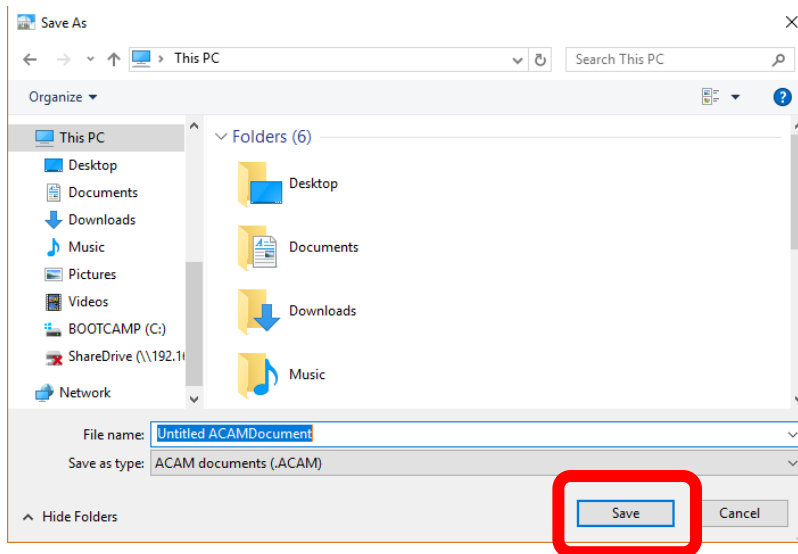 Save As
This PC
Search This PC
Organize
This PC
Desktop
Documents
Downloads
Music
Pictures
Videos
BOOTCAMP (C:)
ShareDrive (\\192.16
Network
Folders (6)
Desktop
Documents
Downloads
Music
File name: Untitled ACAMDocument
Save as type: ACAM documents (.ACAM)
Hide Folders
Save
Cancel